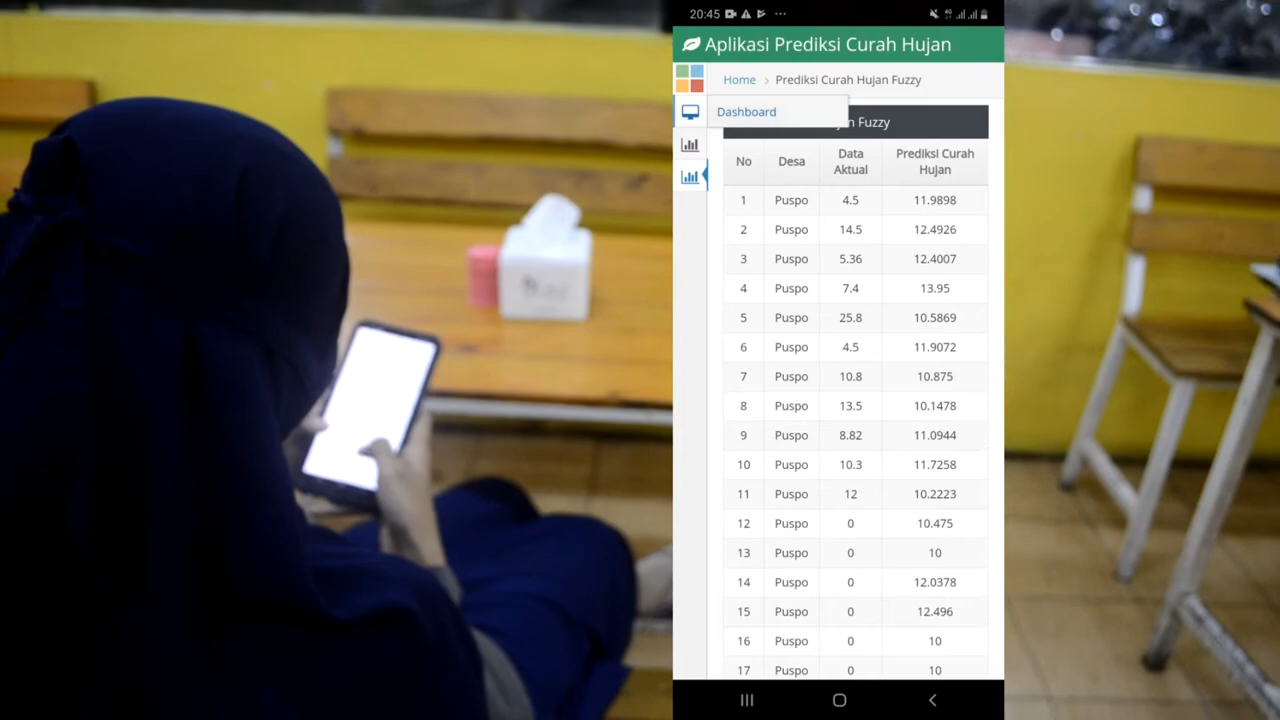 20:45
Aplikasi Prediksi Curah Hujan
Home > Prediksi Curah Hujan Fuzzy
Dashboard
n Fuzzy
No Desa Data Aktual Prediksi Curah Hujan
1 Puspo 4.5 11.9898
2 Puspo 14.5 12.4926
3 Puspo 5.36 12.4007
4 Puspo 7.4 13.95
5 Puspo 25.8 10.5869
6 Puspo 4.5 11.9072
7 Puspo 10.8 10.875
8 Puspo 13.5 10.1478
9 Puspo 8.82 11.0944
10 Puspo 10.3 11.7258
11 Puspo 12 10.2223
12 Puspo 0 10.475
13 Puspo 0 10
14 Puspo 0 12.0378
15 Puspo 0 12.496
16 Puspo 0 10
17 Puspo 0 10